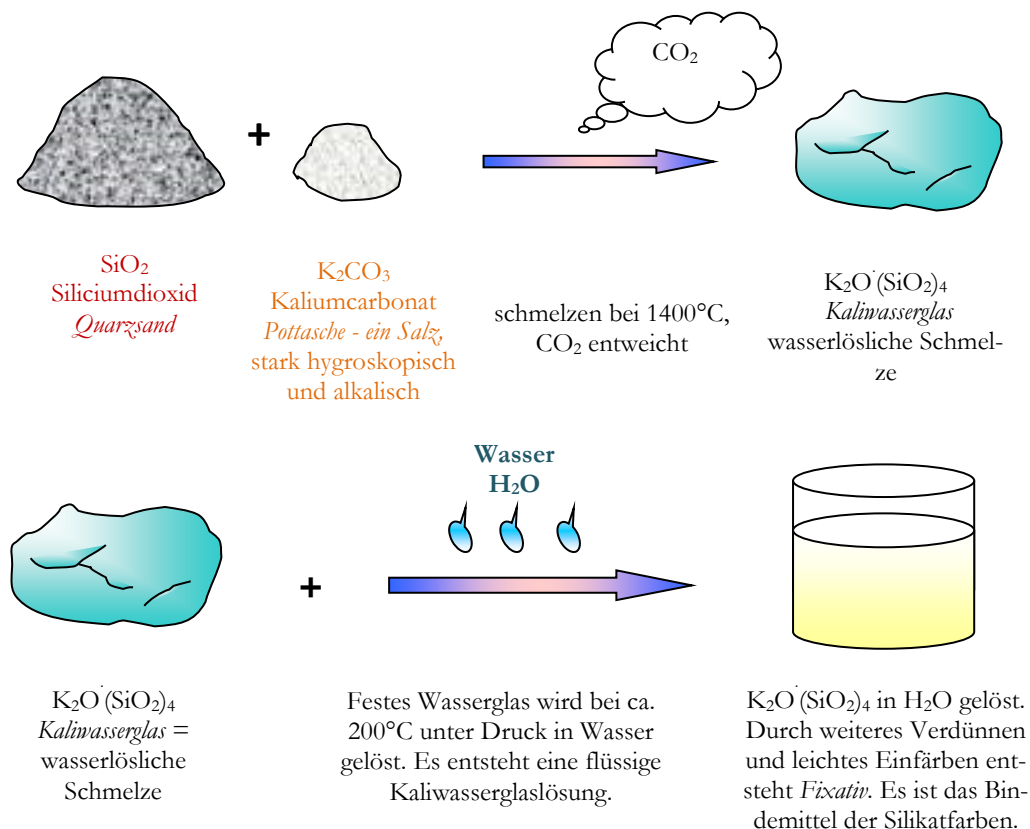 CO₂
+
SiO₂
Siliciumdioxid
Quarzsand
K₂CO₃
Kaliumcarbonat
Pottasche - ein Salz,
stark hygroskopisch
und alkalisch
schmelzen bei 1400°C,
CO₂ entweicht
K₂O˙(SiO₂)₄
Kaliwasserglas
wasserlösliche Schmel-
ze
Wasser
H₂O
+
K₂O˙(SiO₂)₄
Kaliwasserglas =
wasserlösliche
Schmelze
Festes Wasserglas wird bei ca.
200°C unter Druck in Wasser
gelöst. Es entsteht eine flüssige
Kaliwasserglaslösung.
K₂O˙(SiO₂)₄ in H₂O gelöst.
Durch weiteres Verdünnen
und leichtes Einfärben ent-
steht Fixativ. Es ist das Bin-
demittel der Silikatfarben.